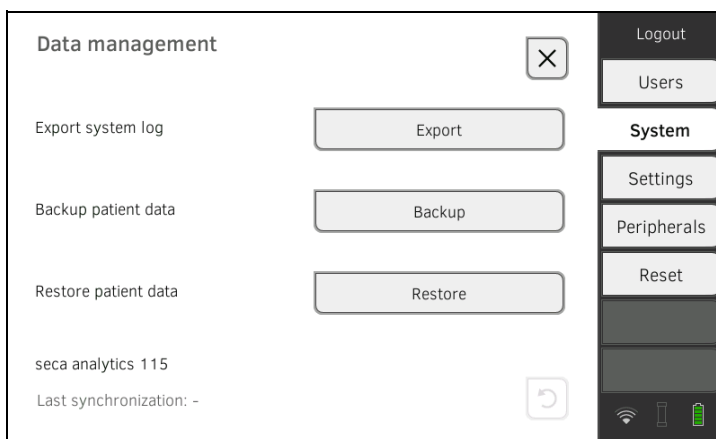 Data management
Export system log
Export
Backup patient data
Backup
Restore patient data
Restore
seca analytics 115
Last synchronization: -
Logout
Users
System
Settings
Peripherals
Reset